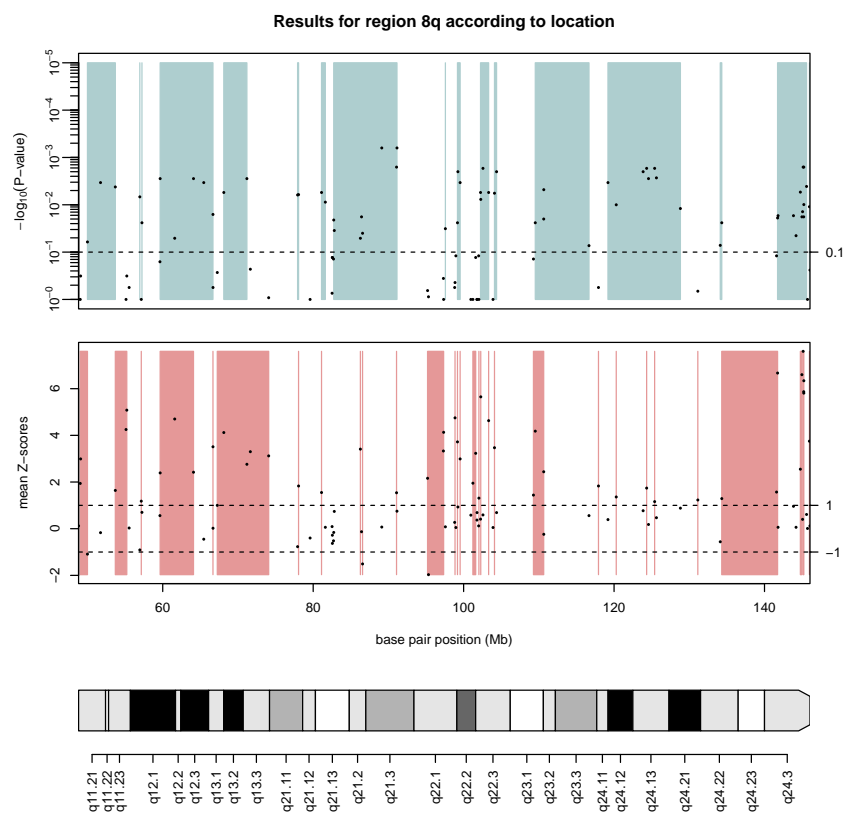 Results for region 8q according to location
−log10(P−value)
10−5
10−4
10−3
10−2
10−1
10−0
0.1
mean Z−scores
6
4
2
0
−2
1
−1
60 80 100 120 140
base pair position (Mb)
q11.21 q11.22 q11.23 q12.1 q12.2 q12.3 q13.1 q13.2 q13.3 q21.11 q21.12 q21.13 q21.2 q21.3 q22.1 q22.2 q22.3 q23.1 q23.2 q23.3 q24.11 q24.12 q24.13 q24.21 q24.22 q24.23 q24.3